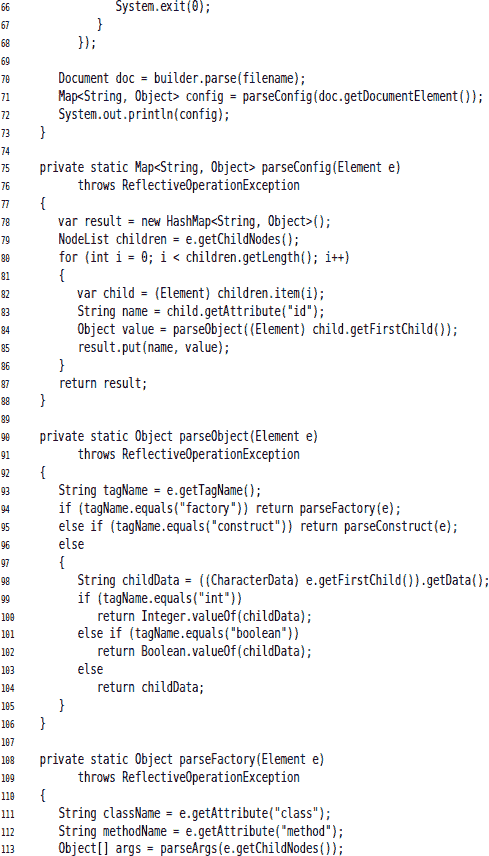 66                System.exit(0);
67             }
68          });
69
70       Document doc = builder.parse(filename);
71       Map<String, Object> config = parseConfig(doc.getDocumentElement());
72       System.out.println(config);
73    }
74
75    private static Map<String, Object> parseConfig(Element e)
76          throws ReflectiveOperationException
77    {
78       var result = new HashMap<String, Object>();
79       NodeList children = e.getChildNodes();
80       for (int i = 0; i < children.getLength(); i++)
81       {
82          var child = (Element) children.item(i);
83          String name = child.getAttribute("id");
84          Object value = parseObject((Element) child.getFirstChild());
85          result.put(name, value);
86       }
87       return result;
88    }
89
90    private static Object parseObject(Element e)
91          throws ReflectiveOperationException
92    {
93       String tagName = e.getTagName();
94       if (tagName.equals("factory")) return parseFactory(e);
95       else if (tagName.equals("construct")) return parseConstruct(e);
96       else
97       {
98          String childData = ((CharacterData) e.getFirstChild()).getData();
99          if (tagName.equals("int"))
100             return Integer.valueOf(childData);
101         else if (tagName.equals("boolean"))
102             return Boolean.valueOf(childData);
103         else
104             return childData;
105      }
106   }
107
108   private static Object parseFactory(Element e)
109         throws ReflectiveOperationException
110   {
111      String className = e.getAttribute("class");
112      String methodName = e.getAttribute("method");
113      Object[] args = parseArgs(e.getChildNodes());